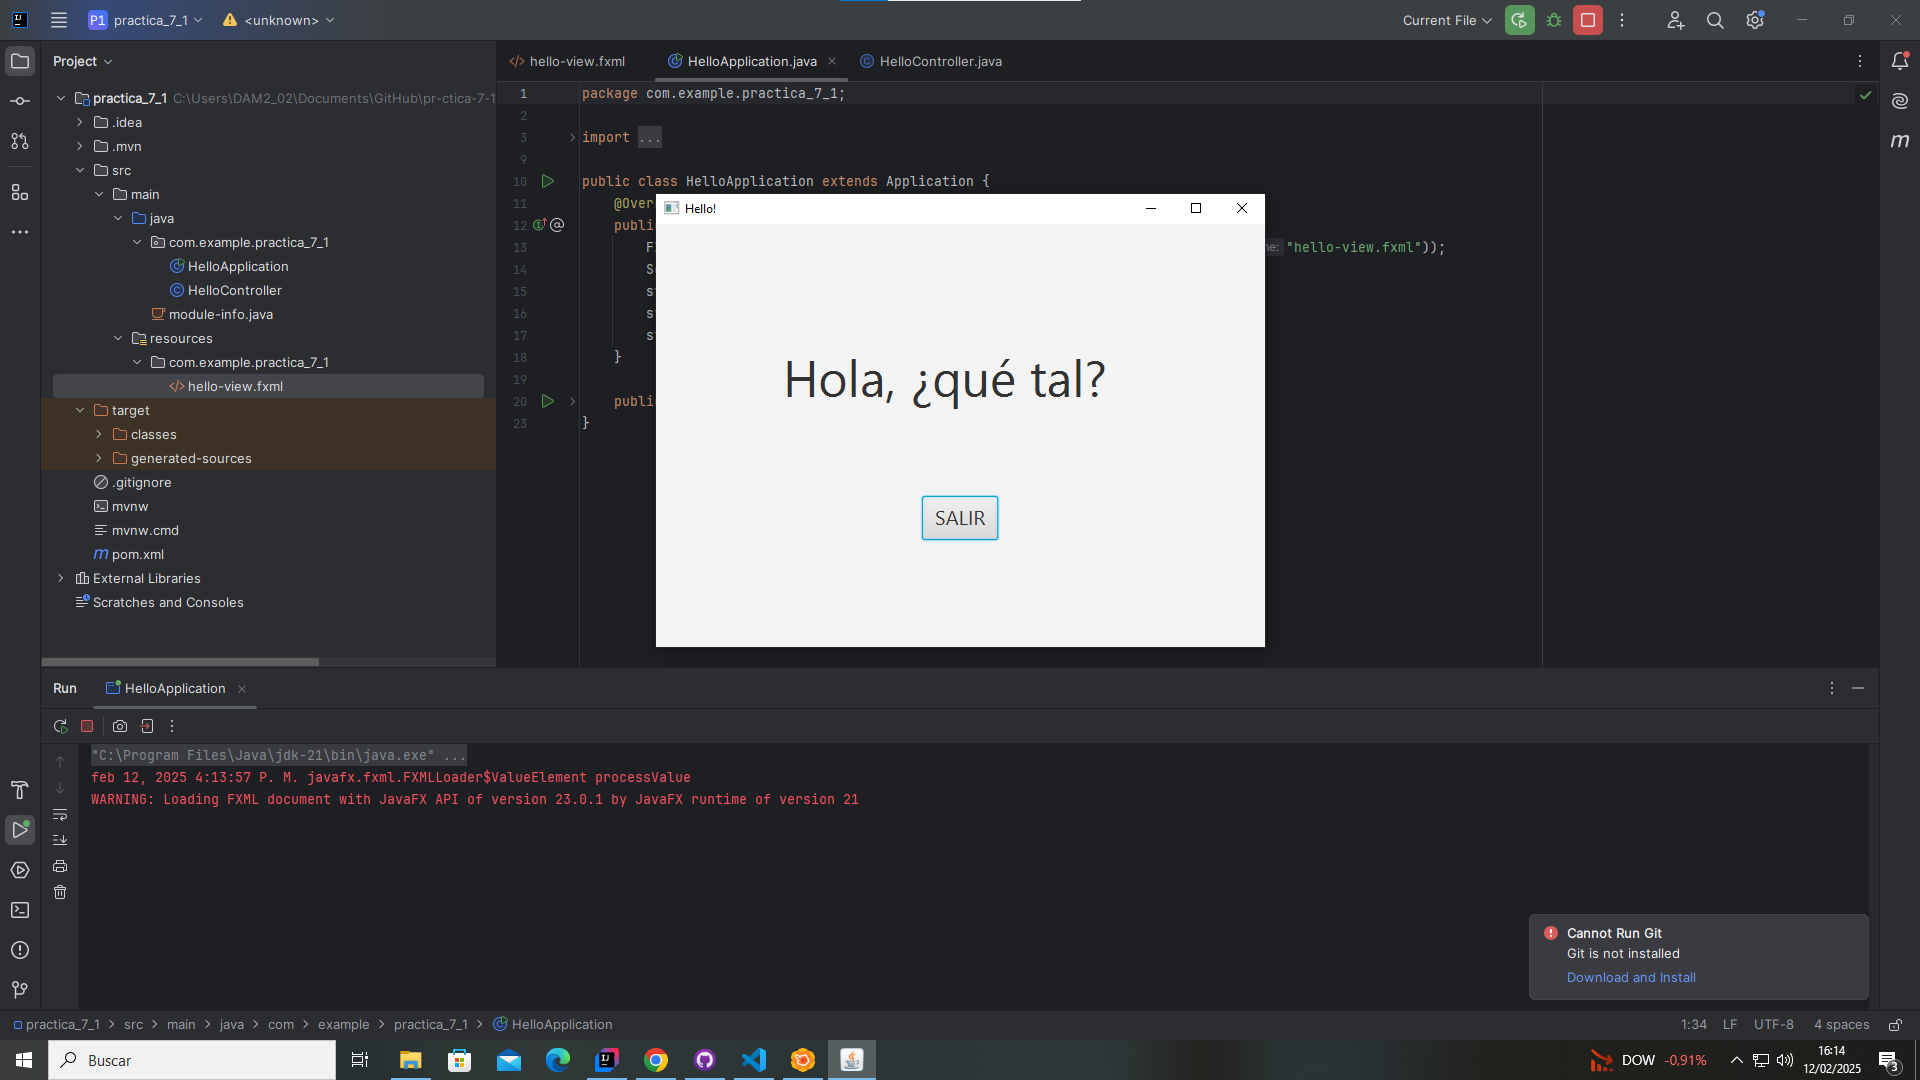 P1 practica_7_1 <unknown> Current File
Project
hello-view.fxml HelloApplication.java HelloController.java
practica_7_1 C:\Users\DAM2_02\Documents\GitHub\pr-ctica-7-1
.idea
.mvn
src
main
java
com.example.practica_7_1
HelloApplication
HelloController
module-info.java
resources
com.example.practica_7_1
hello-view.fxml
target
classes
generated-sources
.gitignore
mvnw
mvnw.cmd
m pom.xml
External Libraries
Scratches and Consoles
1 package com.example.practica_7_1;
2
3 import ...
9
10 public class HelloApplication extends Application {
11 @Over
12 publi
13 F me: "hello-view.fxml"));
14 S
15 s
16 s
17 s
18 }
19
20 publi
23 }
Hello!
Hola, ¿qué tal?
SALIR
Run HelloApplication
"C:\Program Files\Java\jdk-21\bin\java.exe" ...
feb 12, 2025 4:13:57 P. M. javafx.fxml.FXMLLoader$ValueElement processValue
WARNING: Loading FXML document with JavaFX API of version 23.0.1 by JavaFX runtime of version 21
Cannot Run Git
Git is not installed
Download and Install
practica_7_1 > src > main > java > com > example > practica_7_1 > HelloApplication
1:34 LF UTF-8 4 spaces
Buscar
DOW -0,91%
16:14
12/02/2025
3